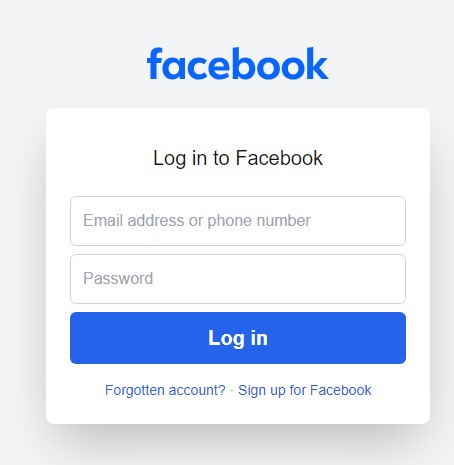 facebook
Log in to Facebook
Email address or phone number
Password
Log in
Forgotten account? · Sign up for Facebook